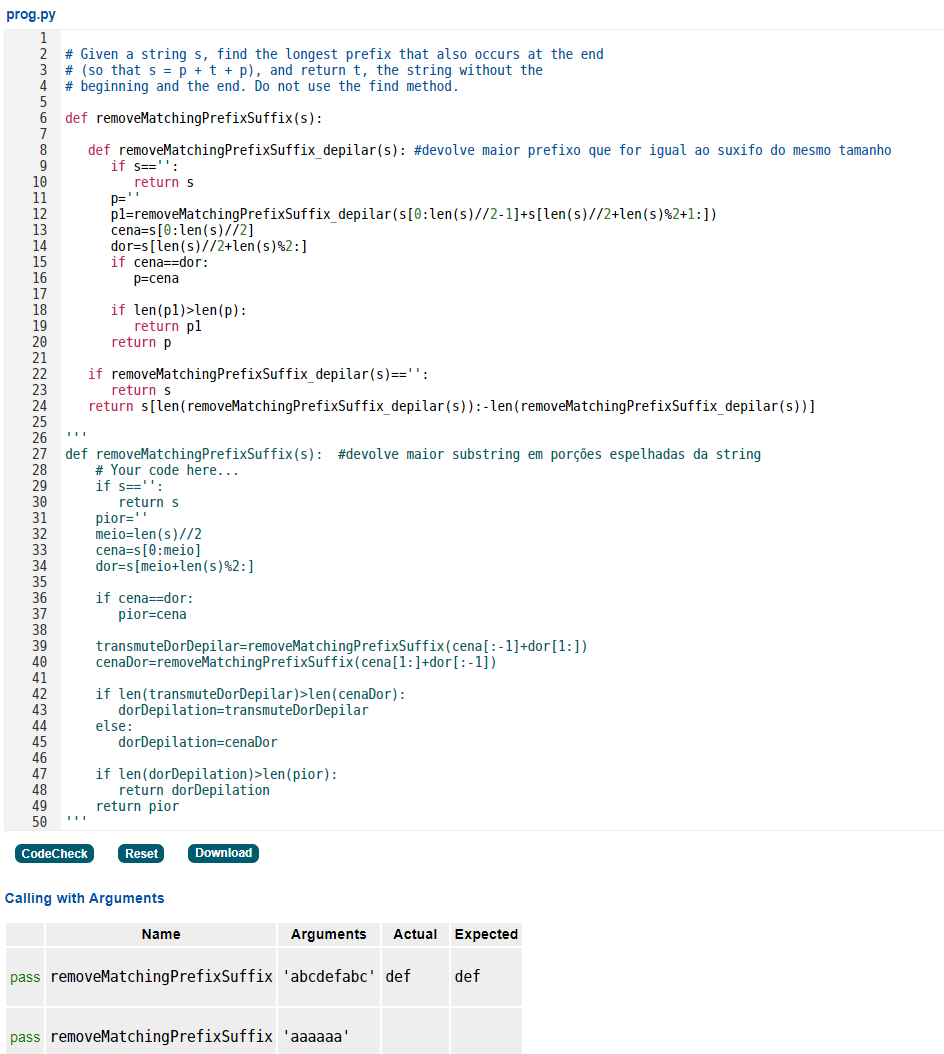 prog.py
1
2 # Given a string s, find the longest prefix that also occurs at the end
3 # (so that s = p + t + p), and return t, the string without the
4 # beginning and the end. Do not use the find method.
5
6 def removeMatchingPrefixSuffix(s):
7
8    def removeMatchingPrefixSuffix_depilar(s): #devolve maior prefixo que for igual ao suxifo do mesmo tamanho
9       if s=='':
10          return s
11       p=''
12       p1=removeMatchingPrefixSuffix_depilar(s[0:len(s)//2-1]+s[len(s)//2+len(s)%2+1:])
13       cena=s[0:len(s)//2]
14       dor=s[len(s)//2+len(s)%2:]
15       if cena==dor:
16          p=cena
17
18       if len(p1)>len(p):
19          return p1
20       return p
21
22    if removeMatchingPrefixSuffix_depilar(s)=='':
23       return s
24    return s[len(removeMatchingPrefixSuffix_depilar(s)):-len(removeMatchingPrefixSuffix_depilar(s))]
25
26 '''
27 def removeMatchingPrefixSuffix(s):  #devolve maior substring em porções espelhadas da string
28     # Your code here...
29     if s=='':
30        return s
31     pior=''
32     meio=len(s)//2
33     cena=s[0:meio]
34     dor=s[meio+len(s)%2:]
35
36     if cena==dor:
37        pior=cena
38
39     transmuteDorDepilar=removeMatchingPrefixSuffix(cena[:-1]+dor[1:])
40     cenaDor=removeMatchingPrefixSuffix(cena[1:]+dor[:-1])
41
42     if len(transmuteDorDepilar)>len(cenaDor):
43        dorDepilation=transmuteDorDepilar
44     else:
45        dorDepilation=cenaDor
46
47     if len(dorDepilation)>len(pior):
48        return dorDepilation
49     return pior
50 '''
CodeCheck Reset Download
Calling with Arguments
Name Arguments Actual Expected
pass removeMatchingPrefixSuffix 'abcdefabc' def def
pass removeMatchingPrefixSuffix 'aaaaaa'